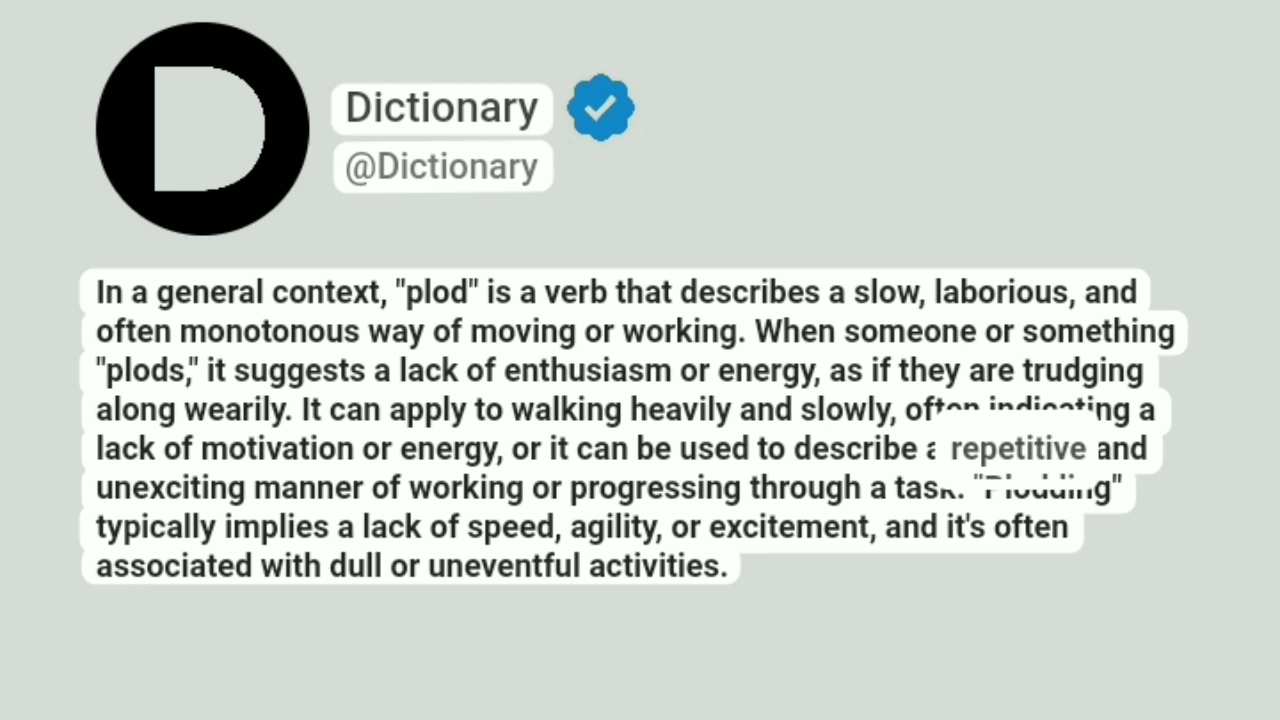 D
Dictionary
@Dictionary
In a general context, "plod" is a verb that describes a slow, laborious, and
often monotonous way of moving or working. When someone or something
"plods," it suggests a lack of enthusiasm or energy, as if they are trudging
along wearily. It can apply to walking heavily and slowly, often indicating a
lack of motivation or energy, or it can be used to describe a repetitive and
unexciting manner of working or progressing through a task. "Plodding"
typically implies a lack of speed, agility, or excitement, and it's often
associated with dull or uneventful activities.